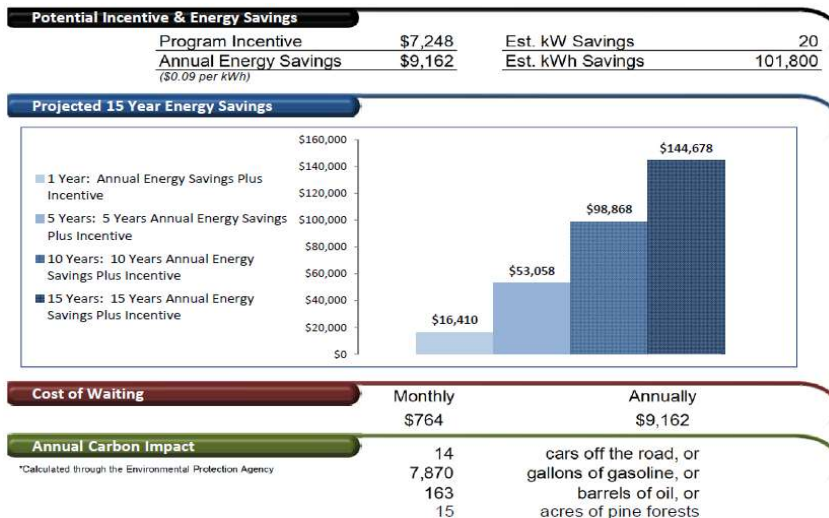 Potential Incentive & Energy Savings
Program Incentive $7,248 Est. kW Savings 20
Annual Energy Savings $9,162 Est. kWh Savings 101,800
($0.09 per kWh)
Projected 15 Year Energy Savings
1 Year: Annual Energy Savings Plus
Incentive
5 Years: 5 Years Annual Energy Savings
Plus Incentive
10 Years: 10 Years Annual Energy
Savings Plus Incentive
15 Years: 15 Years Annual Energy
Savings Plus Incentive
$160,000
$140,000
$120,000
$100,000
$80,000
$60,000
$40,000
$20,000
$0
$16,410
$53,058
$98,868
$144,678
Cost of Waiting Monthly Annually
$764 $9,162
Annual Carbon Impact
*Calculated through the Environmental Protection Agency
14 cars off the road, or
7,870 gallons of gasoline, or
163 barrels of oil, or
15 acres of pine forests